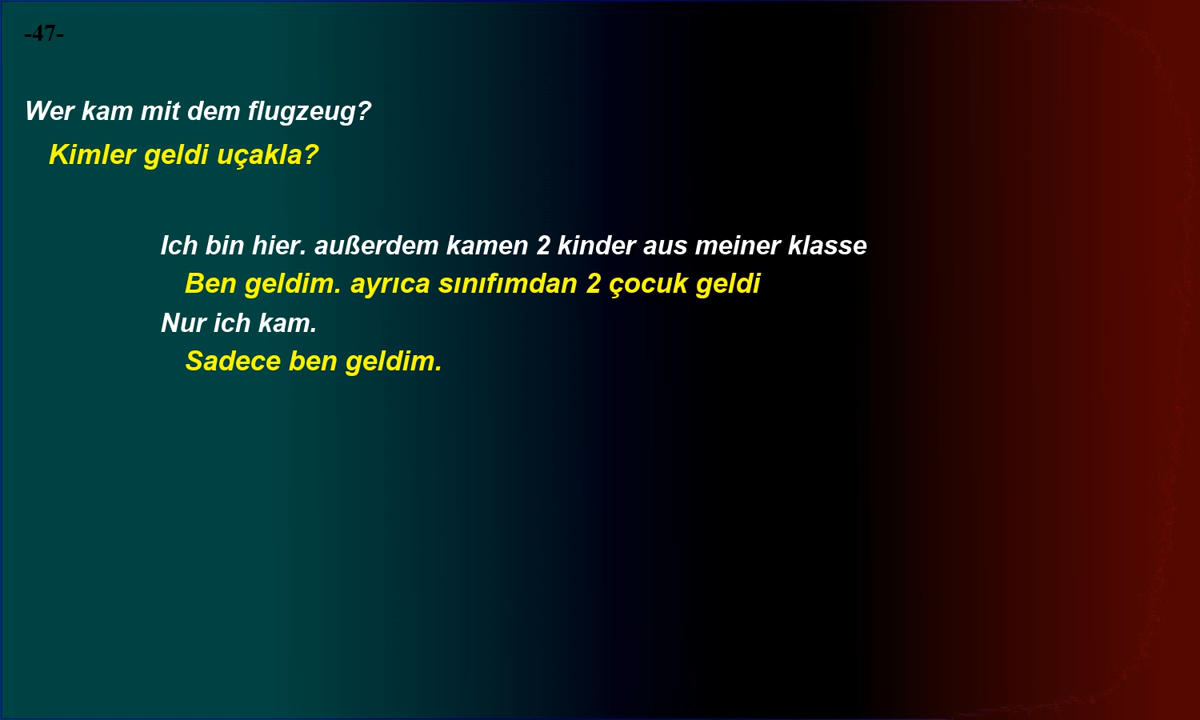 -47-
Wer kam mit dem flugzeug?
Kimler geldi uçakla?
Ich bin hier. außerdem kamen 2 kinder aus meiner klasse
Ben geldim. ayrıca sınıfımdan 2 çocuk geldi
Nur ich kam.
Sadece ben geldim.